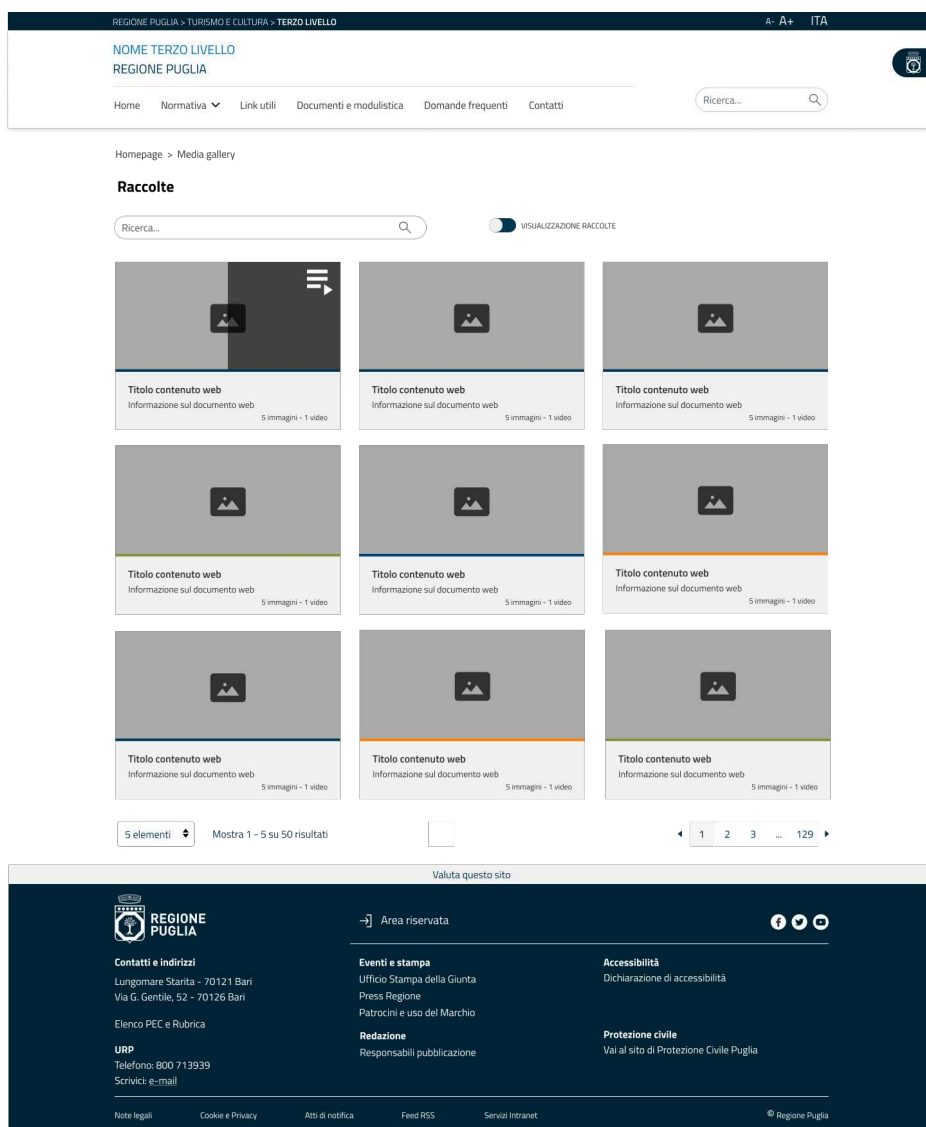 REGIONE PUGLIA > TURISMO E CULTURA > TERZO LIVELLO
A- A+ ITA
NOME TERZO LIVELLO
REGIONE PUGLIA
Home Normativa Link utili Documenti e modulistica Domande frequenti Contatti
Ricerca...
Homepage > Media gallery
Raccolte
Ricerca...
VISUALIZZAZIONE RACCOLTE
Titolo contenuto web
Informazione sul documento web
5 immagini - 1 video
Titolo contenuto web
Informazione sul documento web
5 immagini - 1 video
Titolo contenuto web
Informazione sul documento web
5 immagini - 1 video
Titolo contenuto web
Informazione sul documento web
5 immagini - 1 video
Titolo contenuto web
Informazione sul documento web
5 immagini - 1 video
Titolo contenuto web
Informazione sul documento web
5 immagini - 1 video
Titolo contenuto web
Informazione sul documento web
5 immagini - 1 video
Titolo contenuto web
Informazione sul documento web
5 immagini - 1 video
Titolo contenuto web
Informazione sul documento web
5 immagini - 1 video
5 elementi
Mostra 1 - 5 su 50 risultati
1 2 3 ... 129
Valuta questo sito
REGIONE
PUGLIA
Area riservata
Contatti e indirizzi
Lungomare Starita - 70121 Bari
Via G. Gentile, 52 - 70126 Bari
Elenco PEC e Rubrica
URP
Telefono: 800 713939
Scrivici: e-mail
Eventi e stampa
Ufficio Stampa della Giunta
Press Regione
Patrocini e uso del Marchio
Redazione
Responsabili pubblicazione
Accessibilità
Dichiarazione di accessibilità
Protezione civile
Vai al sito di Protezione Civile Puglia
Note legali Cookie e Privacy Atti di notifica Feed RSS Servizi Intranet
© Regione Puglia